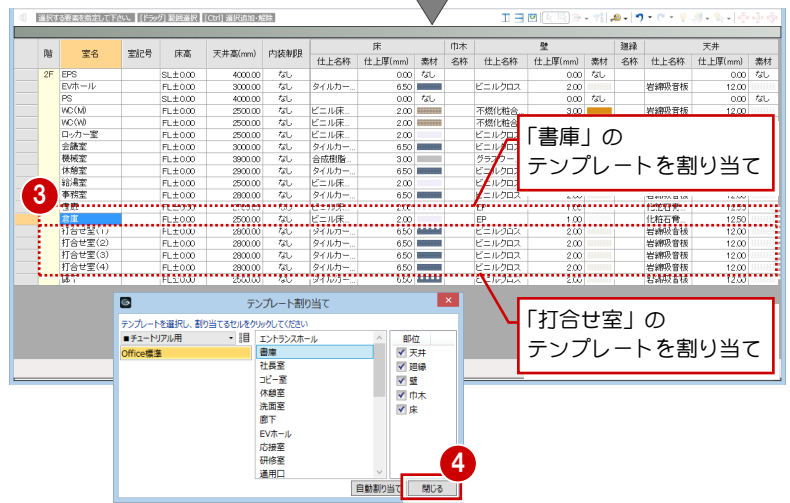 選択する要素を指定して下さい。 [ドラッグ] 範囲選択 [Ctrl] 選択追加・解除
階 室名 室記号 床高 天井高(mm) 内装制限 床 巾木 壁 廻縁 天井
仕上名称 仕上厚(mm) 素材 名称 仕上名称 仕上厚(mm) 素材 名称 仕上名称 仕上厚(mm) 素材
2F EPS SL±0.00 4000.00 なし 0.00 なし 0.00 なし 0.00 なし
EVホール FL±0.00 3000.00 なし タイルカー... 6.50 ビニルクロス 2.00 岩綿吸音板 12.00
PS SL±0.00 4000.00 なし 0.00 なし 0.00 なし 0.00 なし
WC(M) FL±0.00 2500.00 なし ビニル床... 2.00 不燃化粧合... 3.00 岩綿吸音板 12.00
WC(W) FL±0.00 2500.00 なし ビニル床... 2.00 不燃化粧合
ロッカー室 FL±0.00 2500.00 なし ビニル床... 2.00 ビニルクロス
会議室 FL±0.00 3000.00 なし タイルカー... 6.50 ビニルクロス
機械室 FL±0.00 3900.00 なし 合成樹脂... 3.00 グラスウー
休憩室 FL±0.00 2900.00 なし タイルカー... 6.50 ビニルクロス
給湯室 FL±0.00 2500.00 なし ビニル床... 2.00 ビニルクロス
事務室 FL±0.00 2800.00 なし タイルカー... 6.50
倉庫 FL±0.00 2500.00 なし ビニル床... 2.00 EP 1.00 化粧石膏... 12.50
打合せ室(1) FL±0.00 2800.00 なし タイルカー... 6.50 ビニルクロス 2.00 岩綿吸音板 12.00
打合せ室(2) FL±0.00 2800.00 なし タイルカー... 6.50 ビニルクロス 2.00 岩綿吸音板 12.00
打合せ室(3) FL±0.00 2800.00 なし タイルカー... 6.50 ビニルクロス 2.00 岩綿吸音板 12.00
打合せ室(4) FL±0.00 2800.00 なし タイルカー... 6.50 ビニルクロス 2.00 岩綿吸音板 12.00
「書庫」の
テンプレートを割り当て
3
「打合せ室」の
テンプレートを割り当て
テンプレート割り当て
テンプレートを選択し、割り当てるセルをクリックしてください
■チュートリアル用
Office標準
エントランスホール
書庫
社長室
コピー室
休憩室
洗面室
廊下
EVホール
応接室
研修室
通用口
部位
天井
廻縁
壁
巾木
床
4
自動割り当て 閉じる